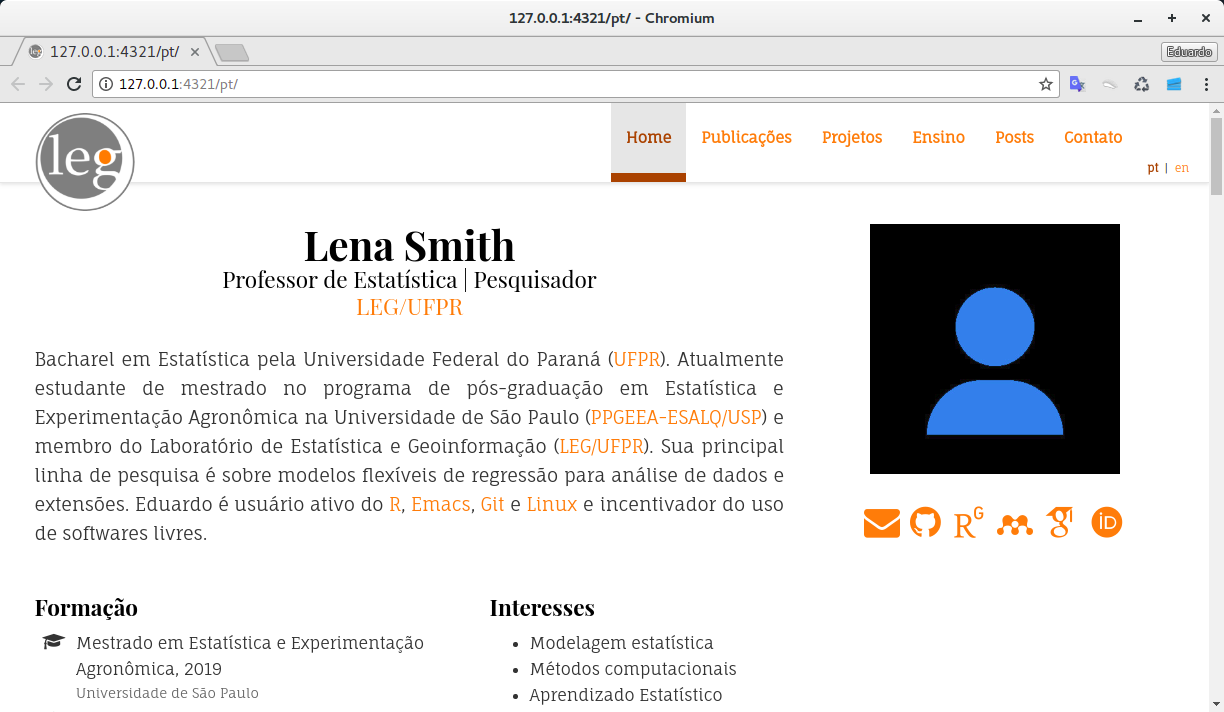 127.0.0.1:4321/pt/ - Chromium
127.0.0.1:4321/pt/
Eduardo
127.0.0.1:4321/pt/
leg
Home Publicações Projetos Ensino Posts Contato
pt | en
Lena Smith
Professor de Estatística | Pesquisador
LEG/UFPR
Bacharel em Estatística pela Universidade Federal do Paraná (UFPR). Atualmente
estudante de mestrado no programa de pós-graduação em Estatística e
Experimentação Agronômica na Universidade de São Paulo (PPGEEA-ESALQ/USP) e
membro do Laboratório de Estatística e Geoinformação (LEG/UFPR). Sua principal
linha de pesquisa é sobre modelos flexíveis de regressão para análise de dados e
extensões. Eduardo é usuário ativo do R, Emacs, Git e Linux e incentivador do uso
de softwares livres.
RG
iD
Formação
Mestrado em Estatística e Experimentação
Agronômica, 2019
Universidade de São Paulo
Interesses
• Modelagem estatística
• Métodos computacionais
• Aprendizado Estatístico